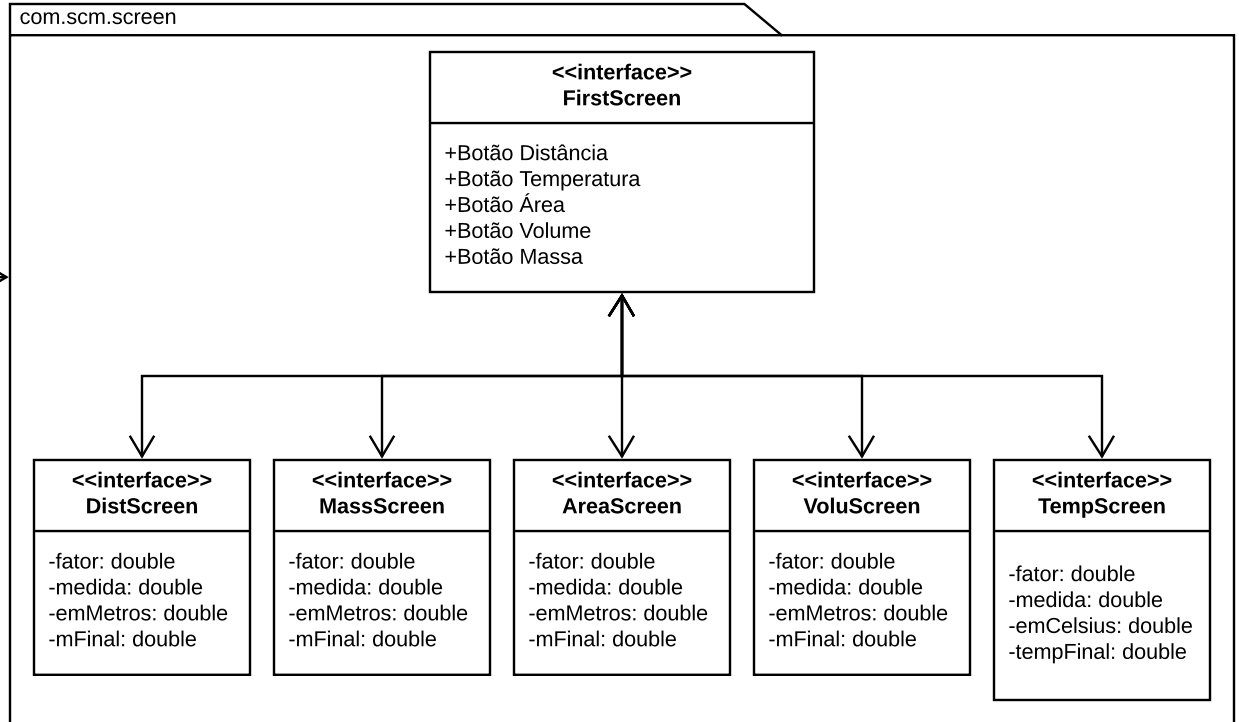 com.scm.screen
<<interface>>
FirstScreen
+Botão Distância
+Botão Temperatura
+Botão Área
+Botão Volume
+Botão Massa
<<interface>>
DistScreen
-fator: double
-medida: double
-emMetros: double
-mFinal: double
<<interface>>
MassScreen
-fator: double
-medida: double
-emMetros: double
-mFinal: double
<<interface>>
AreaScreen
-fator: double
-medida: double
-emMetros: double
-mFinal: double
<<interface>>
VoluScreen
-fator: double
-medida: double
-emMetros: double
-mFinal: double
<<interface>>
TempScreen
-fator: double
-medida: double
-emCelsius: double
-tempFinal: double